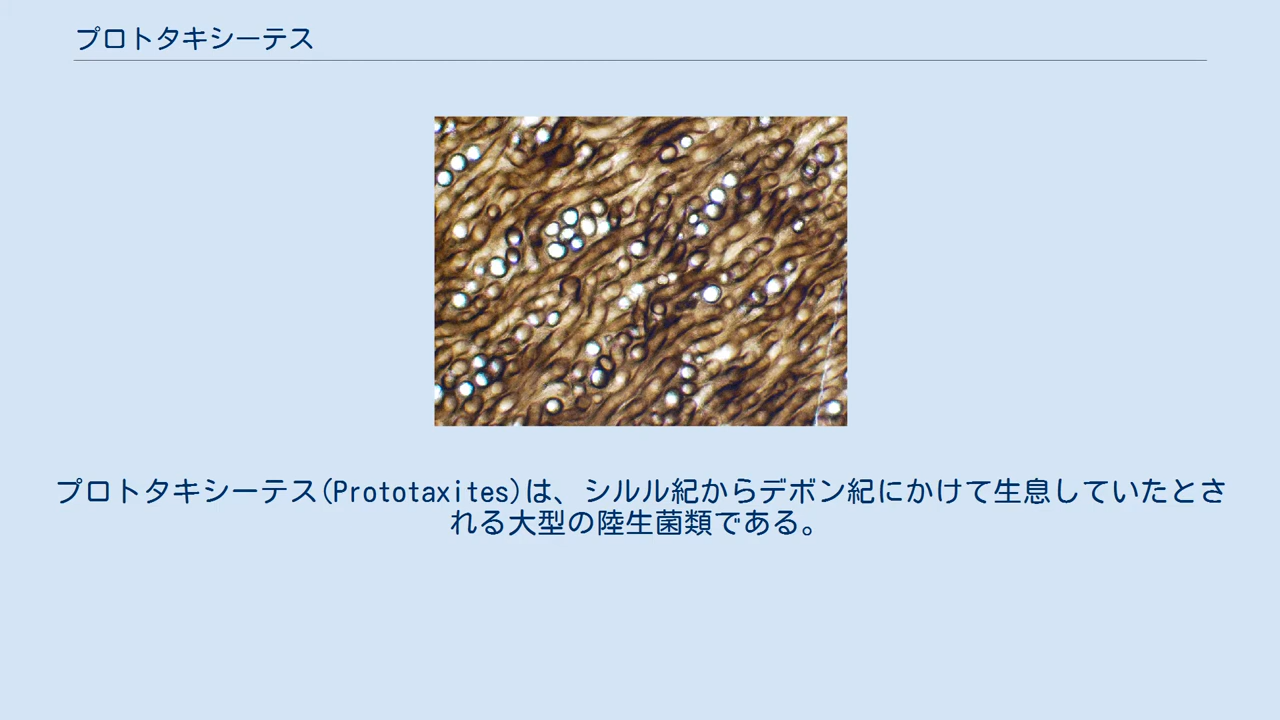 プロトタキシーテス
プロトタキシーテス(Prototaxites)は、シルル紀からデボン紀にかけて生息していたとさ
れる大型の陸生菌類である。